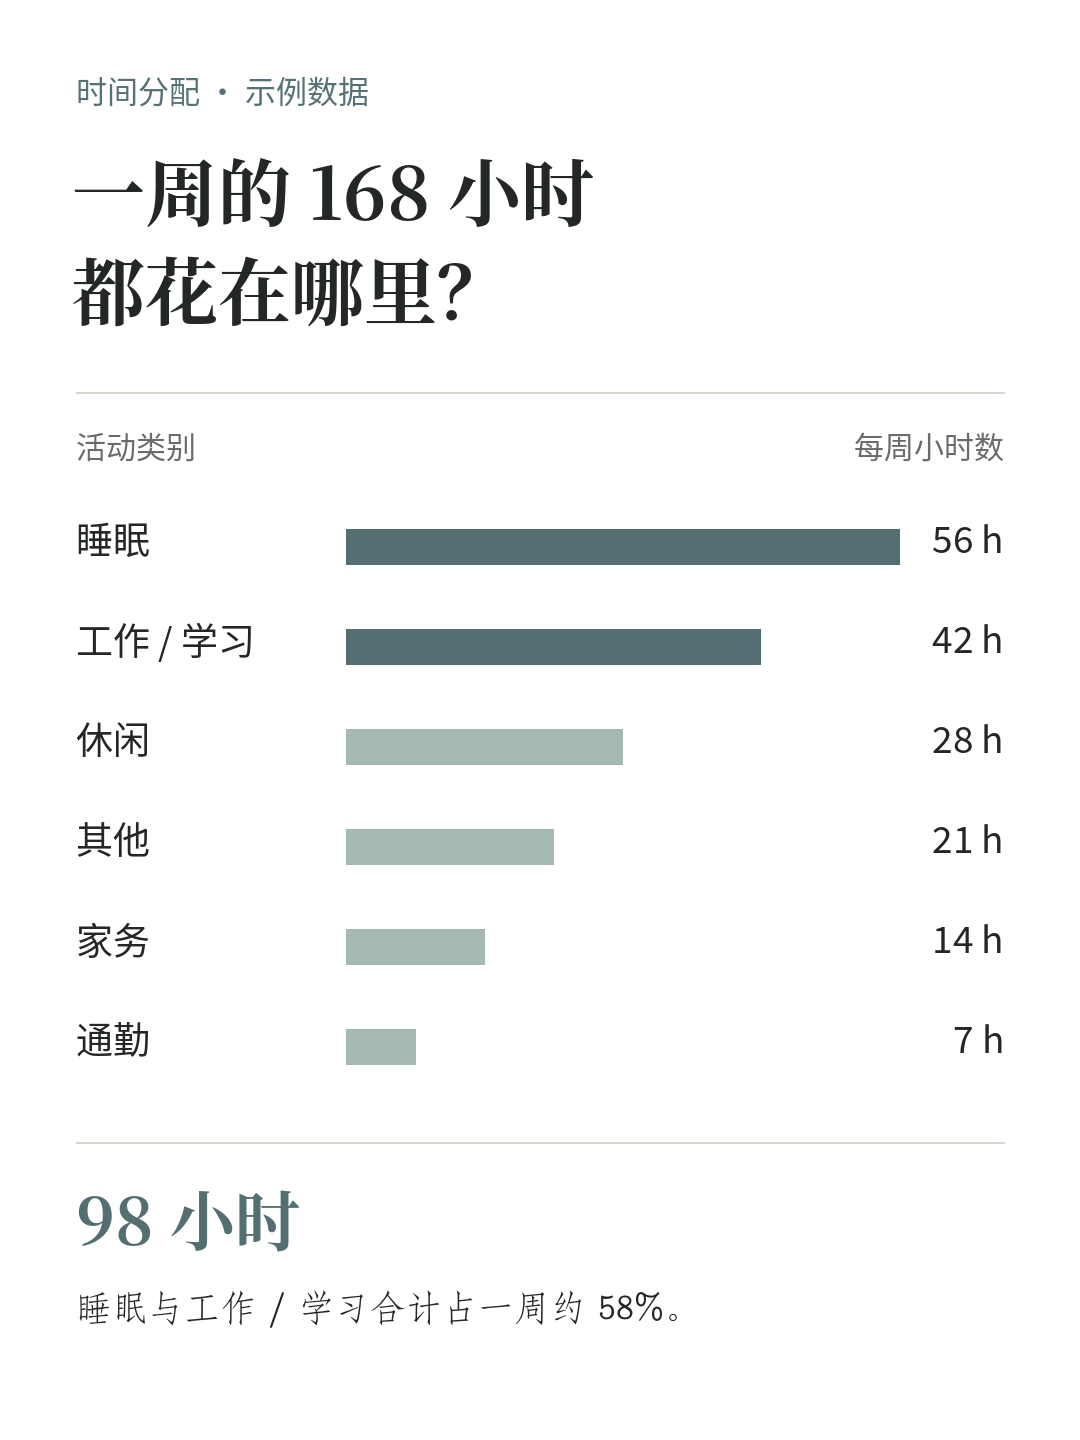 时间分配 · 示例数据
一周的 168 小时
都花在哪里?
活动类别 每周小时数
睡眠 56 h
工作 / 学习 42 h
休闲 28 h
其他 21 h
家务 14 h
通勤 7 h
98 小时
睡眠与工作 / 学习合计占一周约 58%。